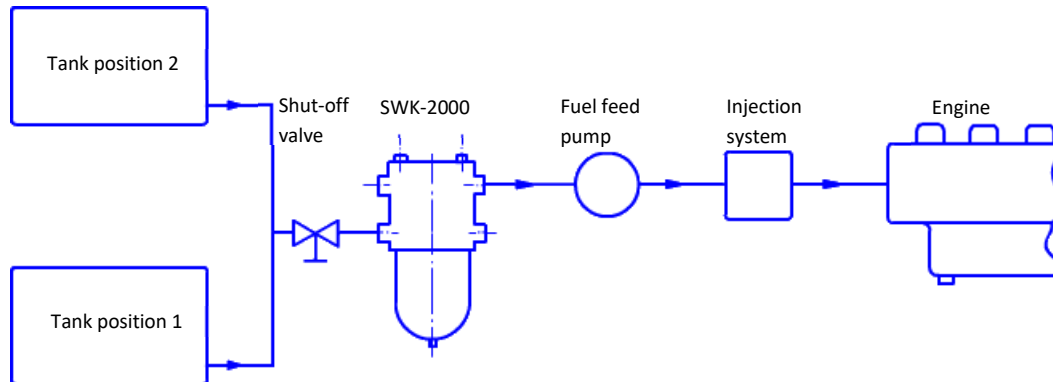 Tank position 2
Shut-off
valve
SWK-2000
Fuel feed
pump
Injection
system
Engine
Tank position 1